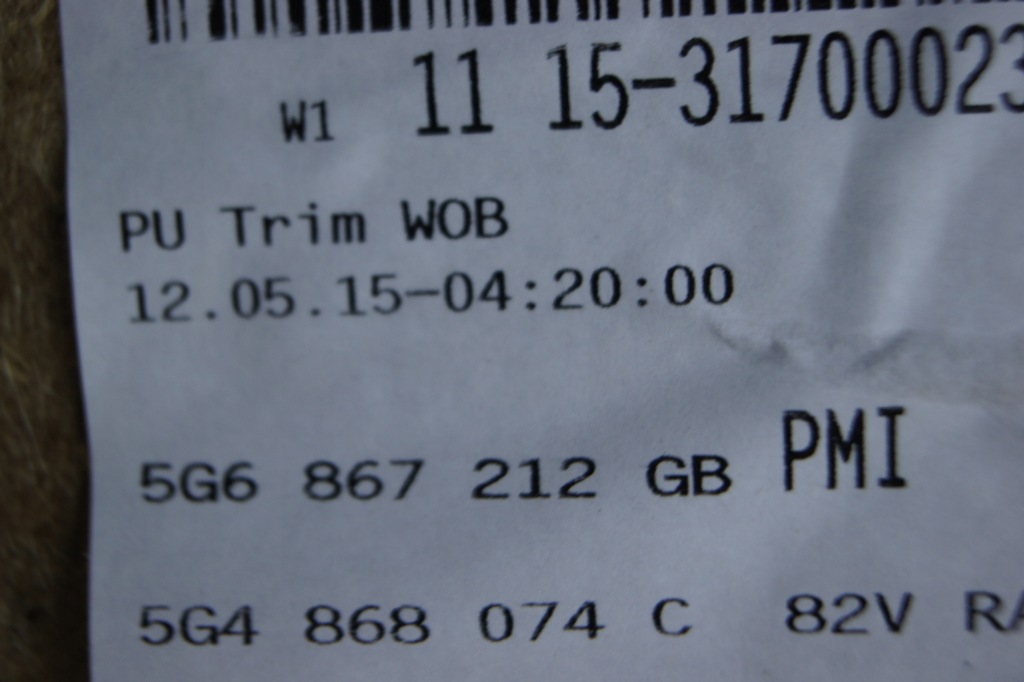 W1 11 15-3170002
PU Trim WOB
12.05.15-04:20:00
5G6 867 212 GB PMI
5G4 868 074 C 82V